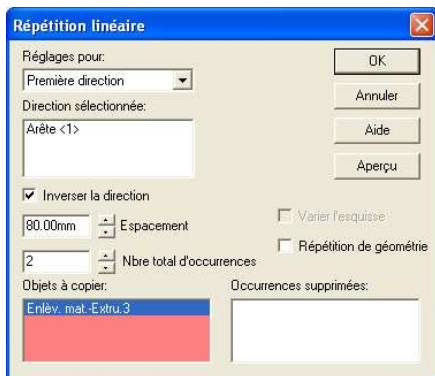 Répétition linéaire
Réglages pour:
Première direction
Direction sélectionnée:
Arête <1>
OK
Annuler
Aide
Aperçu
Inverser la direction
80.00mm Espacement
Varier l'esquisse
2 Nbre total d'occurrences
Répétition de géométrie
Objets à copier:
Enlèv. mat.-Extru.3
Occurrences supprimées: